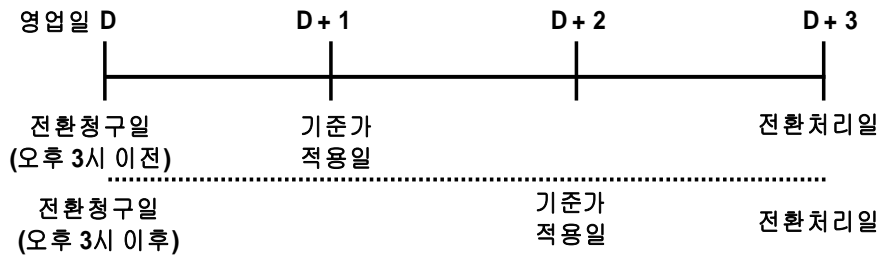 영업일 D D + 1 D + 2 D + 3
전환청구일 기준가 전환처리일
(오후 3시 이전) 적용일
전환청구일 기준가 전환처리일
(오후 3시 이후) 적용일